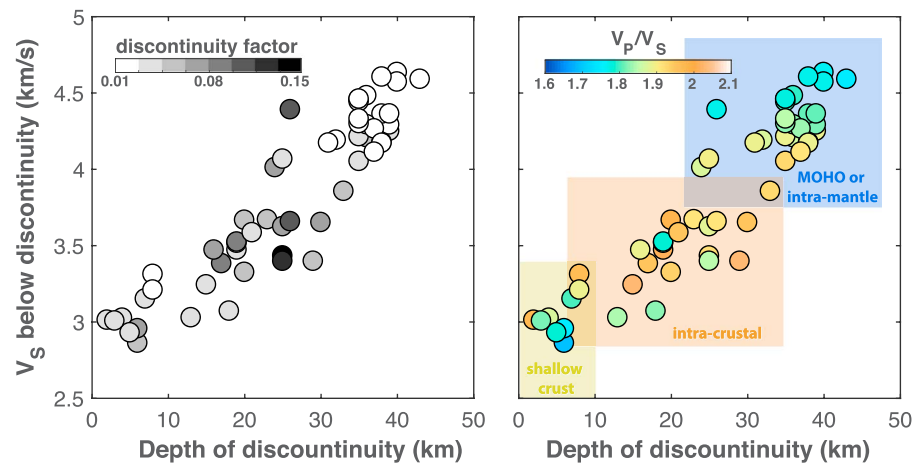 5
4.5
4
3.5
3
2.5
V_S below discontinuity (km/s)
discontinuity factor
0.01 0.08 0.15
0 10 20 30 40 50
Depth of discountinuity (km)
V_P/V_S
1.6 1.7 1.8 1.9 2 2.1
MOHO or
intra-mantle
intra-crustal
shallow
crust
0 10 20 30 40 50
Depth of discountinuity (km)